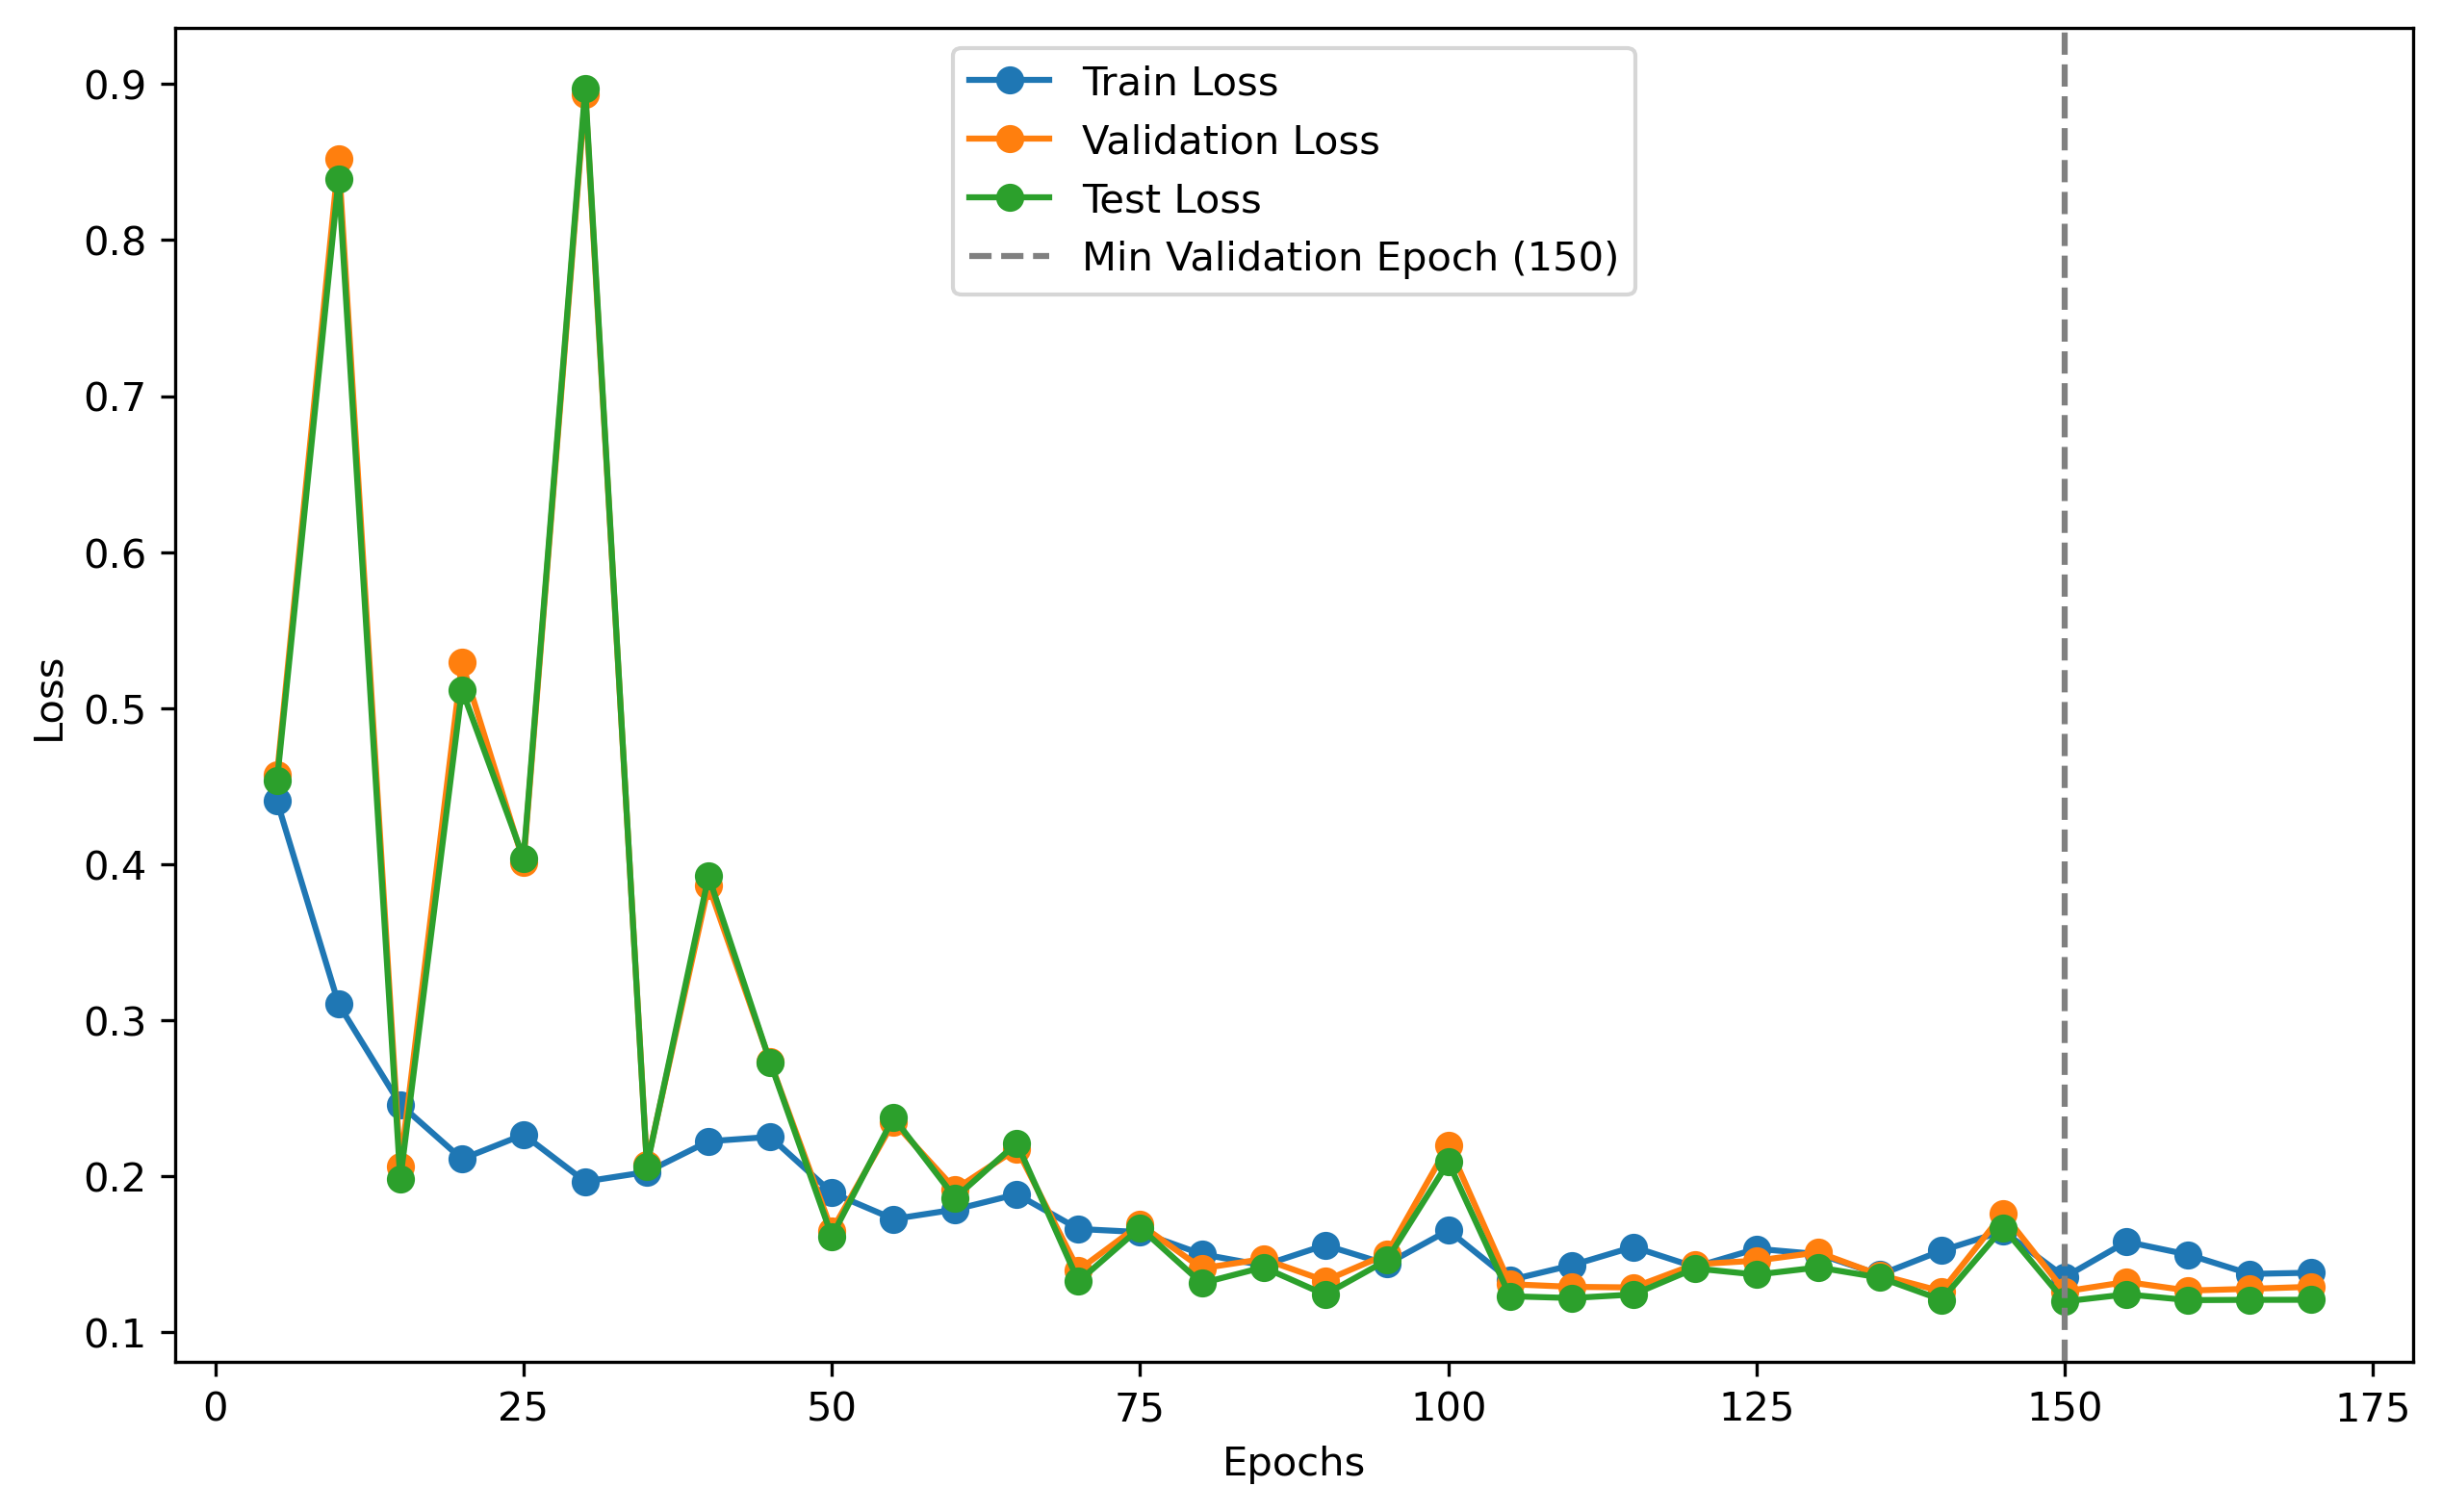 Train Loss
Validation Loss
Test Loss
Min Validation Epoch (150)
0.9
0.8
0.7
0.6
0.5
0.4
0.3
0.2
0.1
Loss
0 25 50 75 100 125 150 175
Epochs